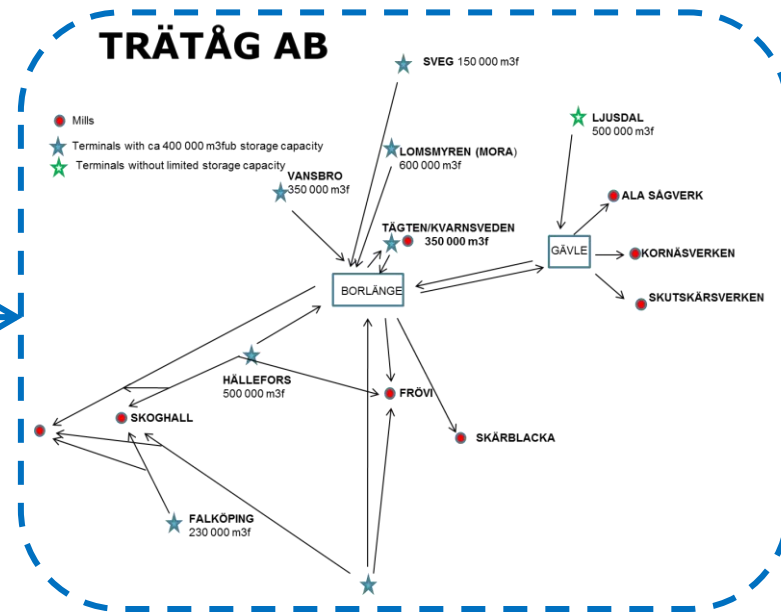 TRÄTÅG AB
SVEG 150 000 m3f
Mills
Terminals with ca 400 000 m3fub storage capacity
Terminals without limited storage capacity
LJUSDAL
500 000 m3f
LOMSMYREN (MORA)
600 000m3f
VANSBRO
350 000 m3f
ALA SÅGVERK
TÄGTEN/KVARNSVEDEN
350 000 m3f
GÄVLE
KORNÄSVERKEN
BORLÄNGE
SKUTSKÄRSVERKEN
HÄLLEFORS
500 000 m3f
FRÖVI
SKOGHALL
SKÄRBLACKA
FALKÖPING
230 000 m3f